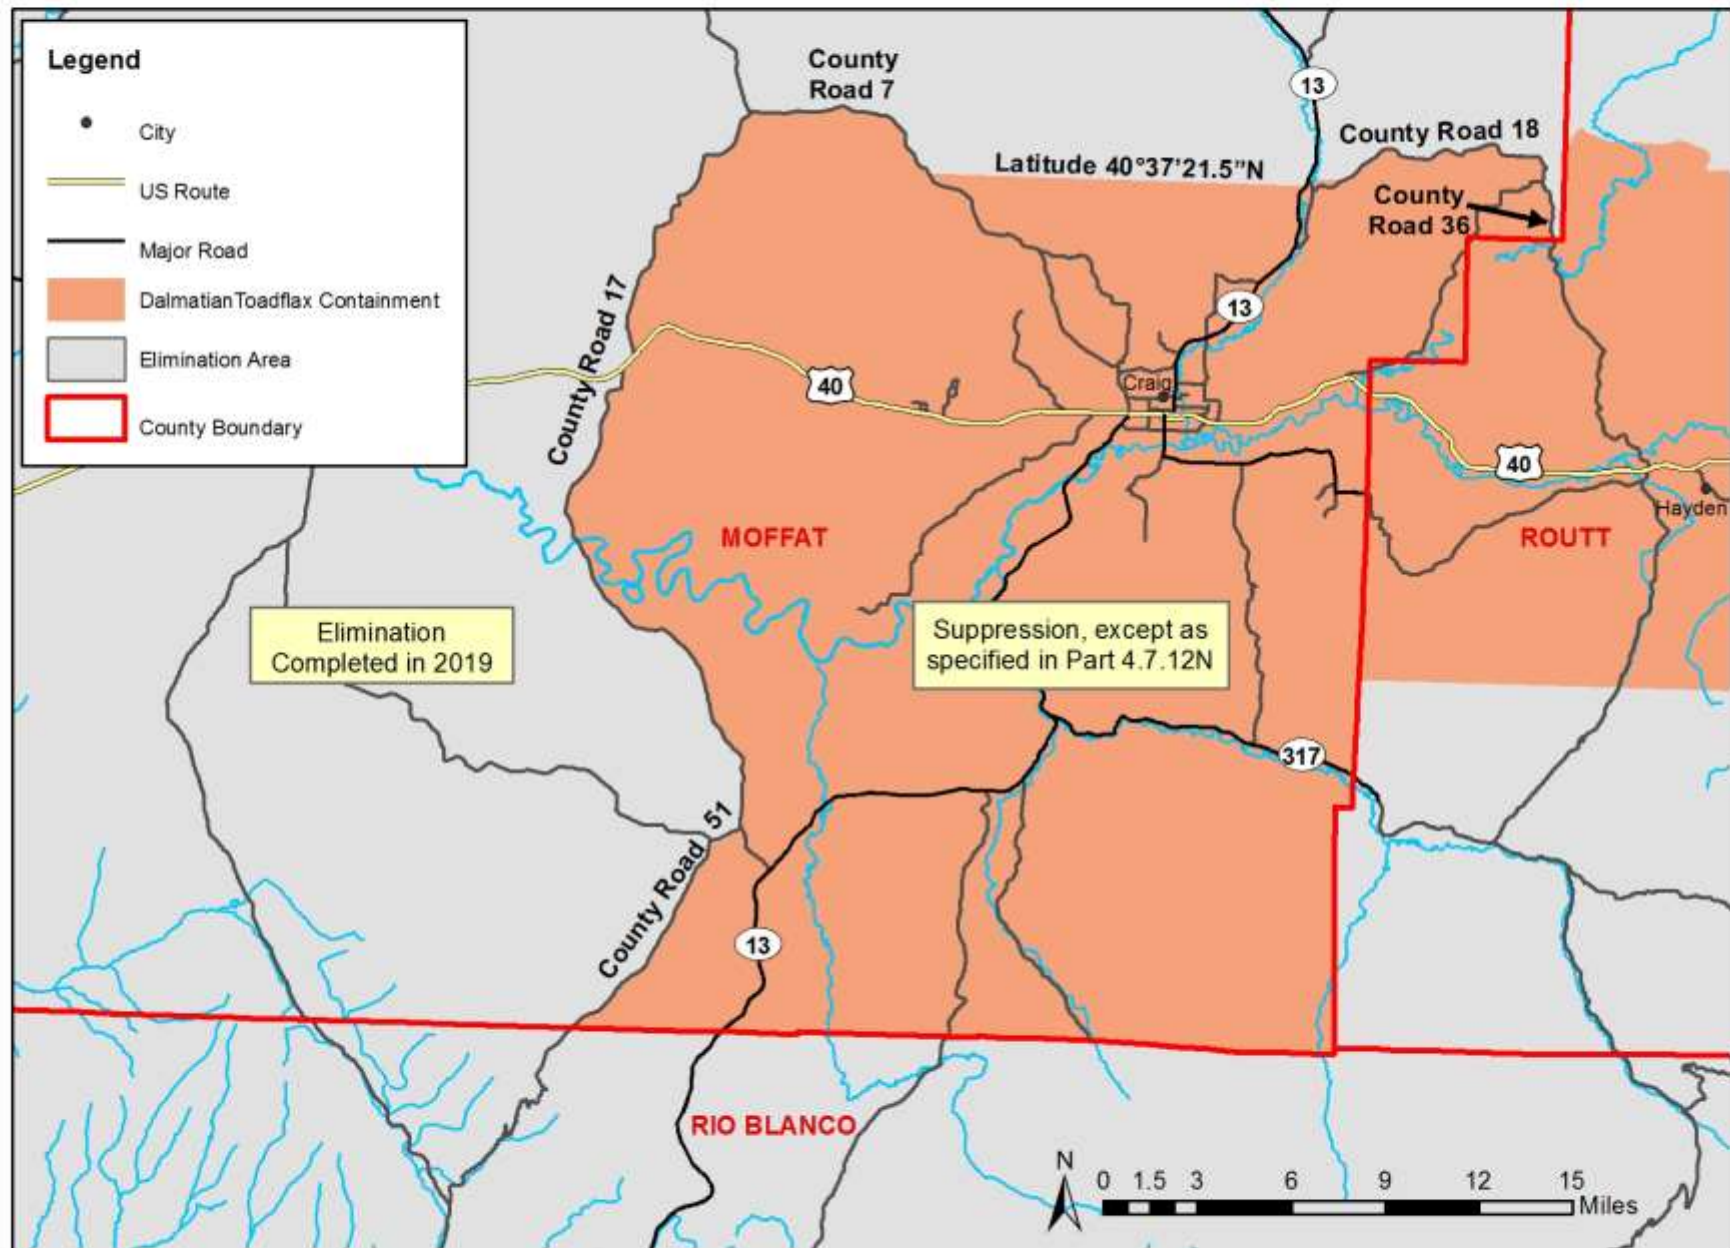 Legend
City
US Route
Major Road
DalmatianToadflax Containment
Elimination Area
County Boundary
County
Road 7
13
County Road 18
Latitude 40°37'21.5"N
County
Road 36
13
County Road 17
40
Craig
40
Hayden
MOFFAT
ROUTT
Elimination
Completed in 2019
Suppression, except as
specified in Part 4.7.12N
317
County Road 51
13
RIO BLANCO
N
0 1.5 3 6 9 12 15
Miles